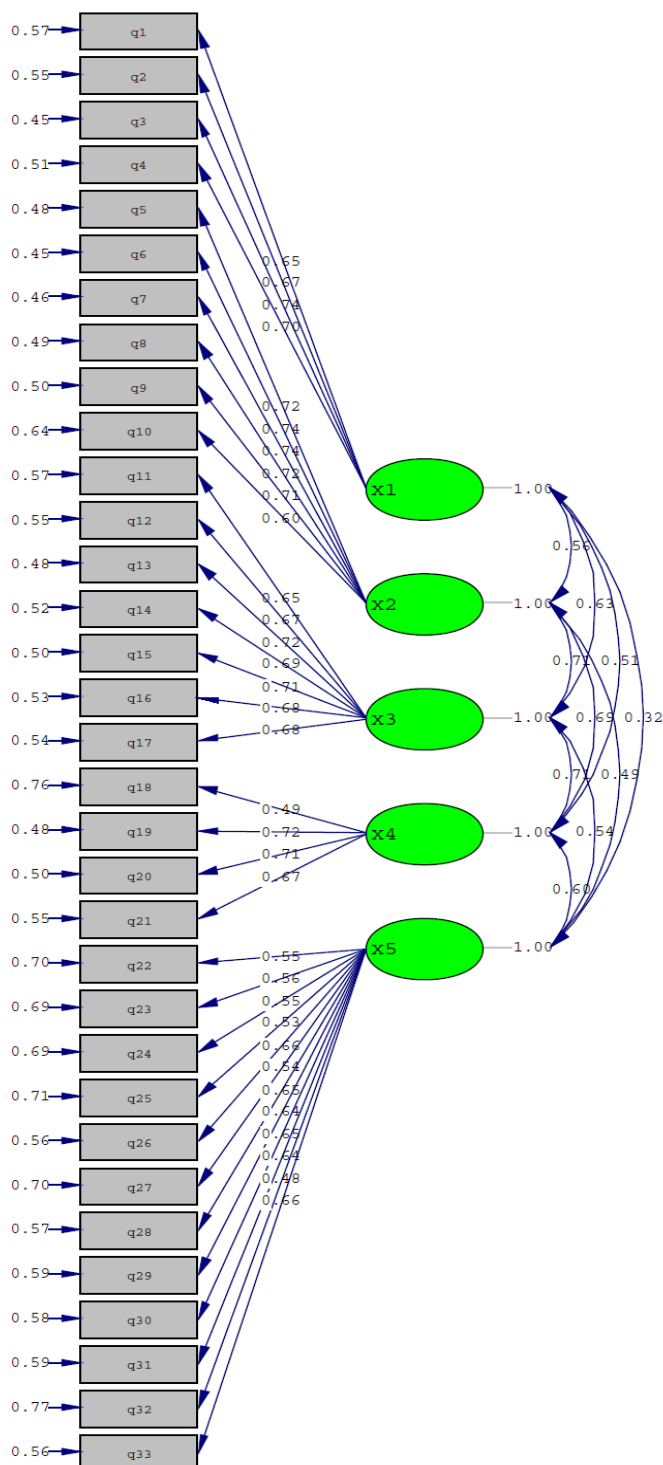 0.57 q1
0.55 q2
0.45 q3
0.51 q4
0.48 q5
0.45 q6
0.46 q7
0.49 q8
0.50 q9
0.64 q10
0.57 q11
0.55 q12
0.48 q13
0.52 q14
0.50 q15
0.53 q16
0.54 q17
0.76 q18
0.48 q19
0.50 q20
0.55 q21
0.70 q22
0.69 q23
0.69 q24
0.71 q25
0.56 q26
0.70 q27
0.57 q28
0.59 q29
0.58 q30
0.59 q31
0.77 q32
0.56 q33
0.65
0.67
0.74
0.70
0.72
0.74
0.74
0.72
0.71
0.60
0.65
0.67
0.72
0.69
0.71
0.68
0.68
0.49
0.72
0.71
0.67
0.55
0.56
0.55
0.53
0.66
0.54
0.65
0.64
0.65
0.64
0.48
0.66
x1 1.00
x2 1.00
x3 1.00
x4 1.00
x5 1.00
0.56
0.63
0.71 0.51
0.69 0.32
0.71 0.49
0.54
0.60